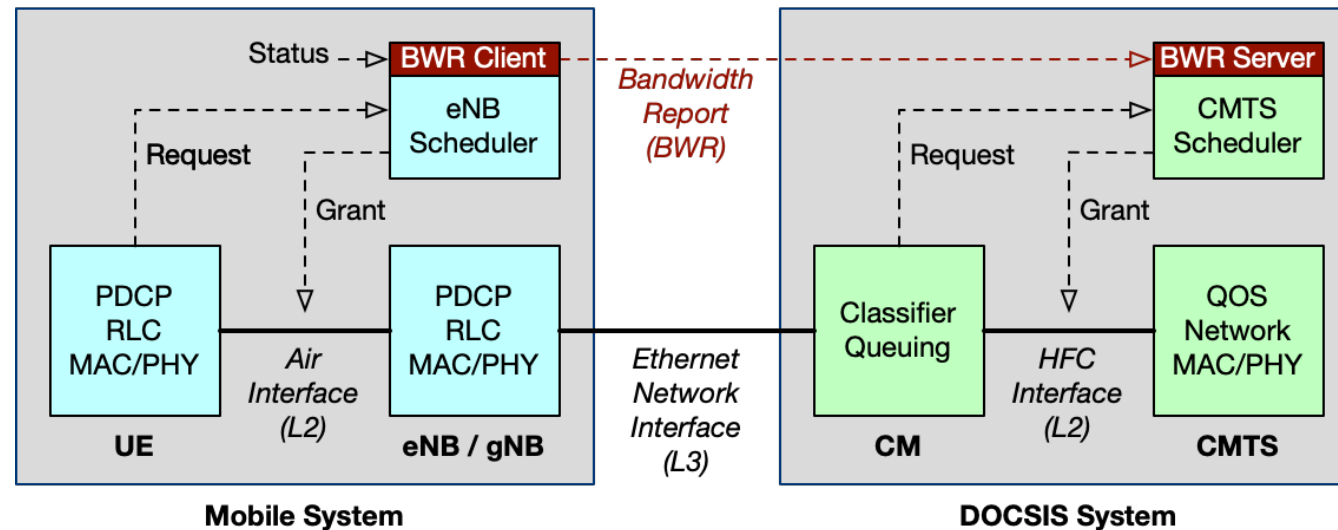 Status
BWR Client
eNB
Scheduler
Request
Grant
PDCP
RLC
MAC/PHY
UE
Air
Interface
(L2)
PDCP
RLC
MAC/PHY
eNB / gNB
Mobile System
Bandwidth
Report
(BWR)
Ethernet
Network
Interface
(L3)
BWR Server
CMTS
Scheduler
Request
Grant
Classifier
Queuing
CM
HFC
Interface
(L2)
QOS
Network
MAC/PHY
CMTS
DOCSIS System